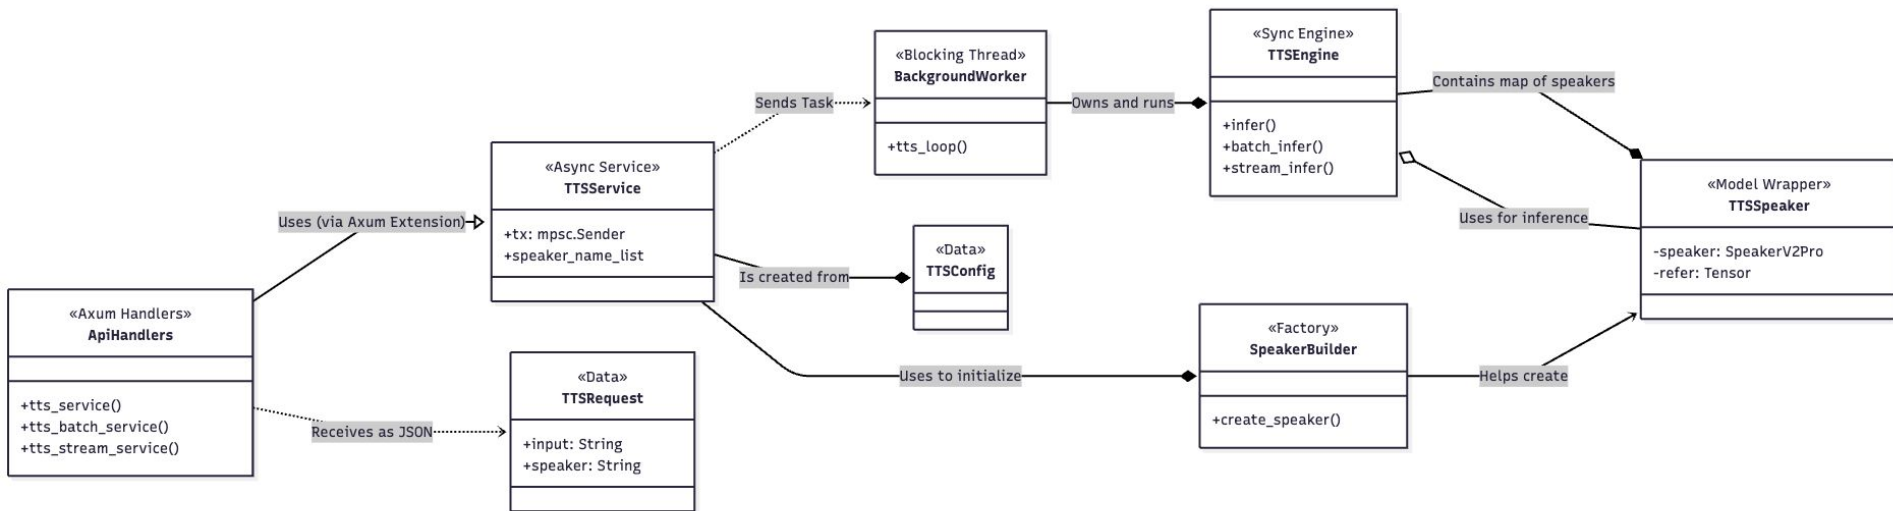 «Axum Handlers»
ApiHandlers
+tts_service()
+tts_batch_service()
+tts_stream_service()
Uses (via Axum Extension)
Receives as JSON
«Async Service»
TTSService
+tx: mpsc.Sender
+speaker_name_list
«Data»
TTSRequest
+input: String
+speaker: String
Sends Task
Is created from
Uses to initialize
«Blocking Thread»
BackgroundWorker
+tts_loop()
«Data»
TTSConfig
Owns and runs
«Sync Engine»
TTSEngine
+infer()
+batch_infer()
+stream_infer()
«Factory»
SpeakerBuilder
+create_speaker()
Contains map of speakers
Uses for inference
Helps create
«Model Wrapper»
TTSSpeaker
-speaker: SpeakerV2Pro
-refer: Tensor